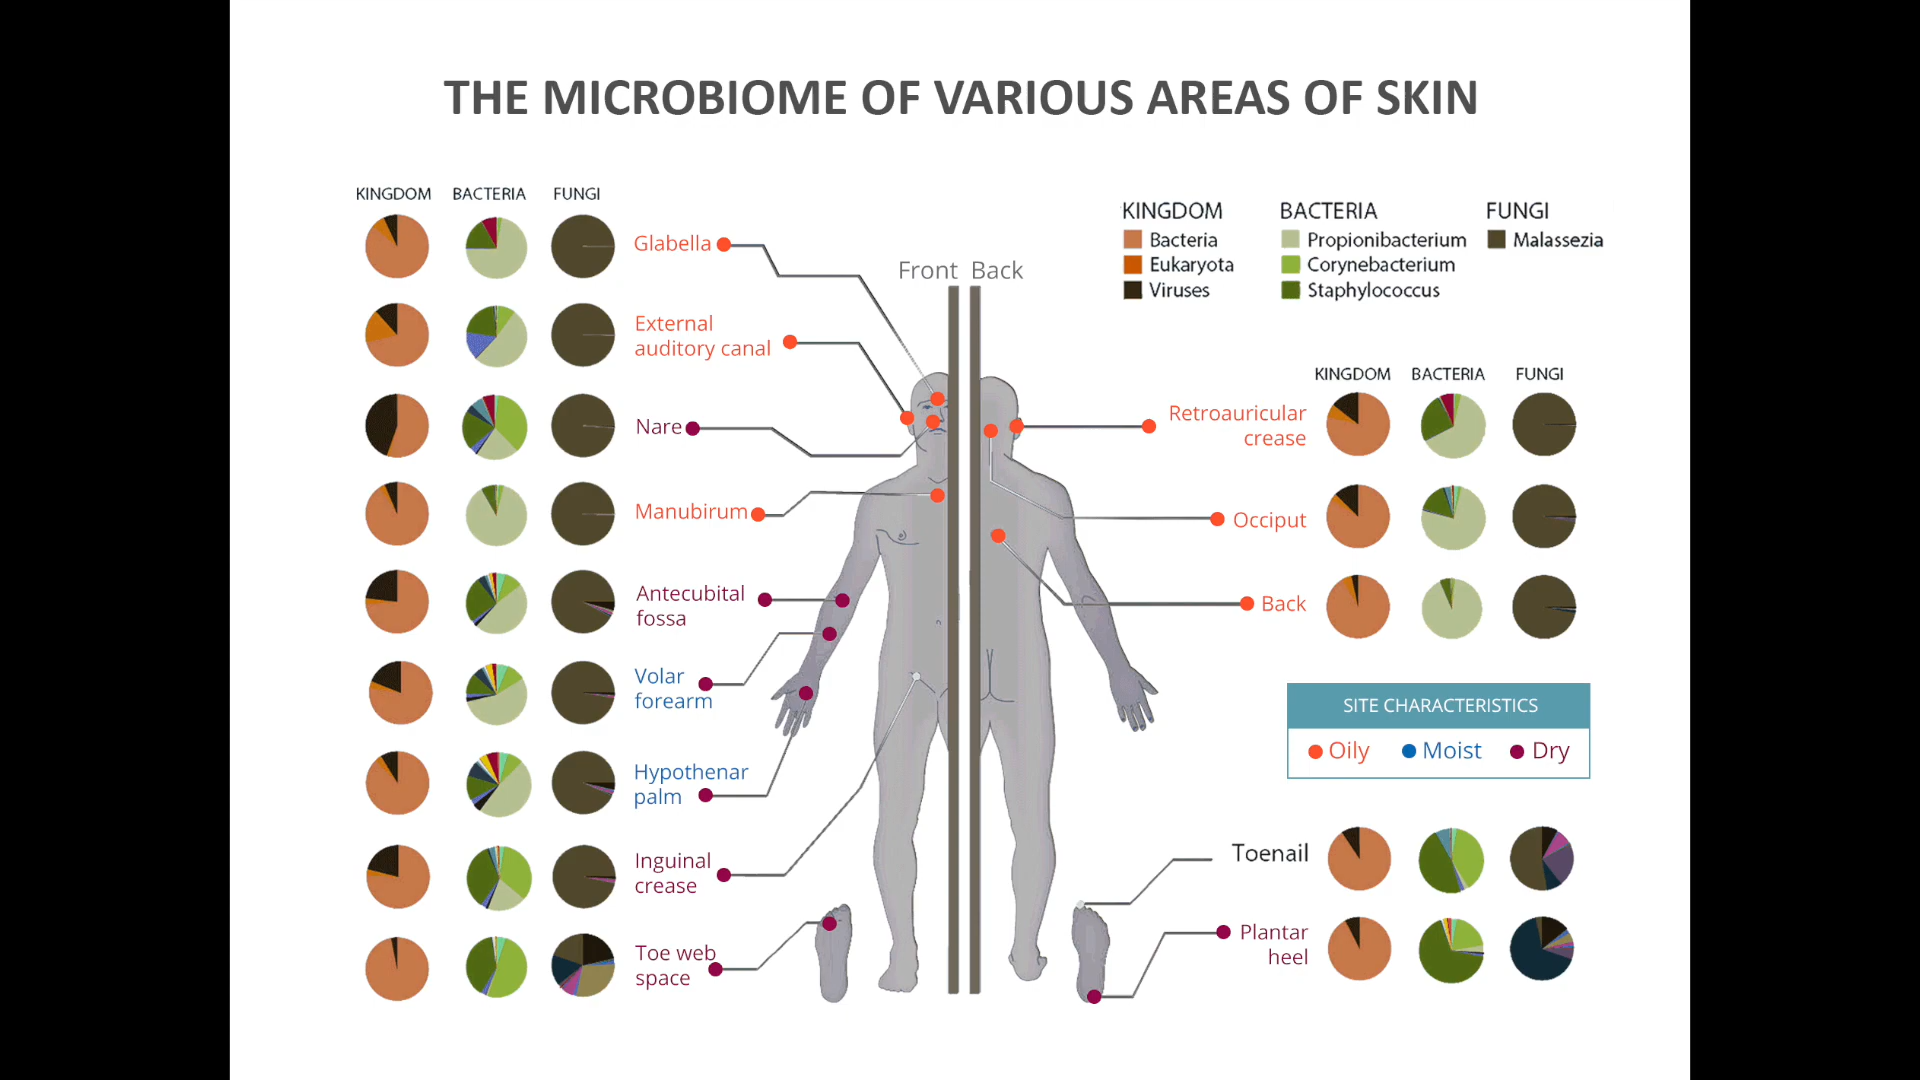 THE MICROBIOME OF VARIOUS AREAS OF SKIN
KINGDOM BACTERIA FUNGI
Glabella
External
auditory canal
Nare
Manubirum
Antecubital
fossa
Volar
forearm
Hypothenar
palm
Inguinal
crease
Toe web
space
Front Back
KINGDOM
Bacteria
Eukaryota
Viruses
BACTERIA
Propionibacterium
Corynebacterium
Staphylococcus
FUNGI
Malassezia
KINGDOM BACTERIA FUNGI
Retroauricular
crease
Occiput
Back
SITE CHARACTERISTICS
Oily Moist Dry
Toenail
Plantar
heel